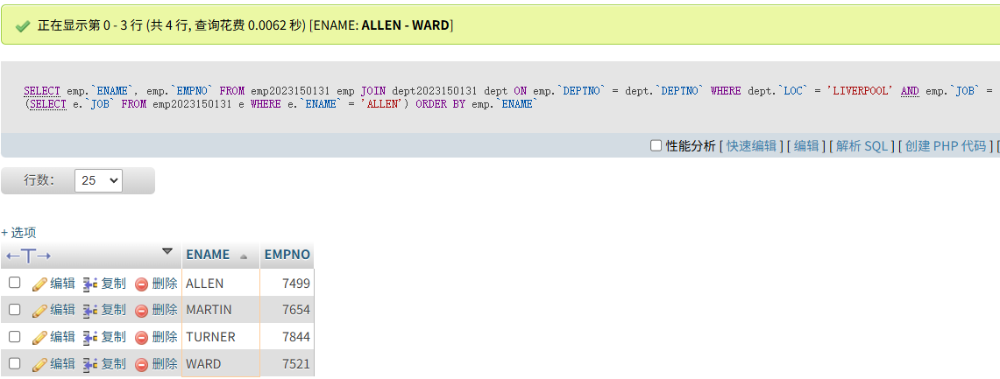 正在显示第 0 - 3 行 (共 4 行, 查询花费 0.0062 秒) [ENAME: ALLEN - WARD]
SELECT emp.`ENAME`, emp.`EMPNO` FROM emp2023150131 emp JOIN dept2023150131 dept ON emp.`DEPTNO` = dept.`DEPTNO` WHERE dept.`LOC` = 'LIVERPOOL' AND emp.`JOB` =
(SELECT e.`JOB` FROM emp2023150131 e WHERE e.`ENAME` = 'ALLEN') ORDER BY emp.`ENAME`
性能分析 [ 快速编辑 ] [ 编辑 ] [ 解析 SQL ] [ 创建 PHP 代码 ] [
行数: 25
+ 选项
←T→ ENAME EMPNO
编辑 复制 删除 ALLEN 7499
编辑 复制 删除 MARTIN 7654
编辑 复制 删除 TURNER 7844
编辑 复制 删除 WARD 7521